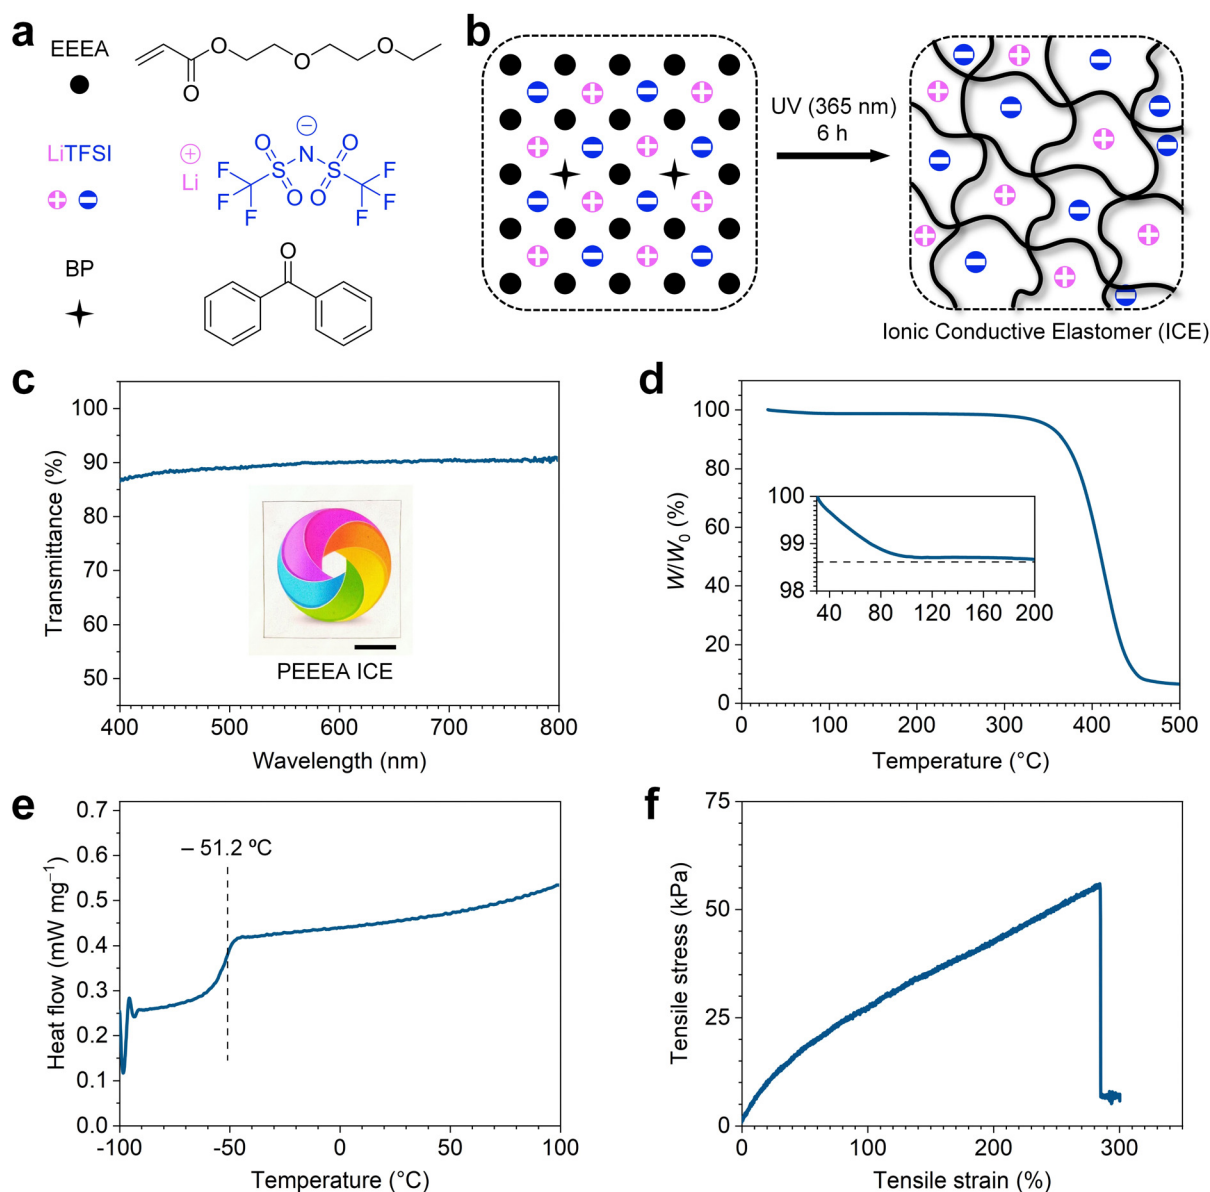 a
EEEA
O
O
O
O
LiTFSI
⊕
Li
⊖
O
O
N
S
S
O
O
F
F
F
F
F
F
BP
O
b
UV (365 nm)
6 h
Ionic Conductive Elastomer (ICE)
c
Transmittance (%)
100
90
80
70
60
50
PEEEA ICE
400 500 600 700 800
Wavelength (nm)
d
W/W₀ (%)
100
80
60
40
20
0
100
99
98
40 80 120 160 200
0 100 200 300 400 500
Temperature (°C)
e
Heat flow (mW mg⁻¹)
0.7
0.6
0.5
0.4
0.3
0.2
0.1
0.0
– 51.2 ºC
-100 -50 0 50 100
Temperature (°C)
f
Tensile stress (kPa)
75
50
25
0
0 100 200 300
Tensile strain (%)